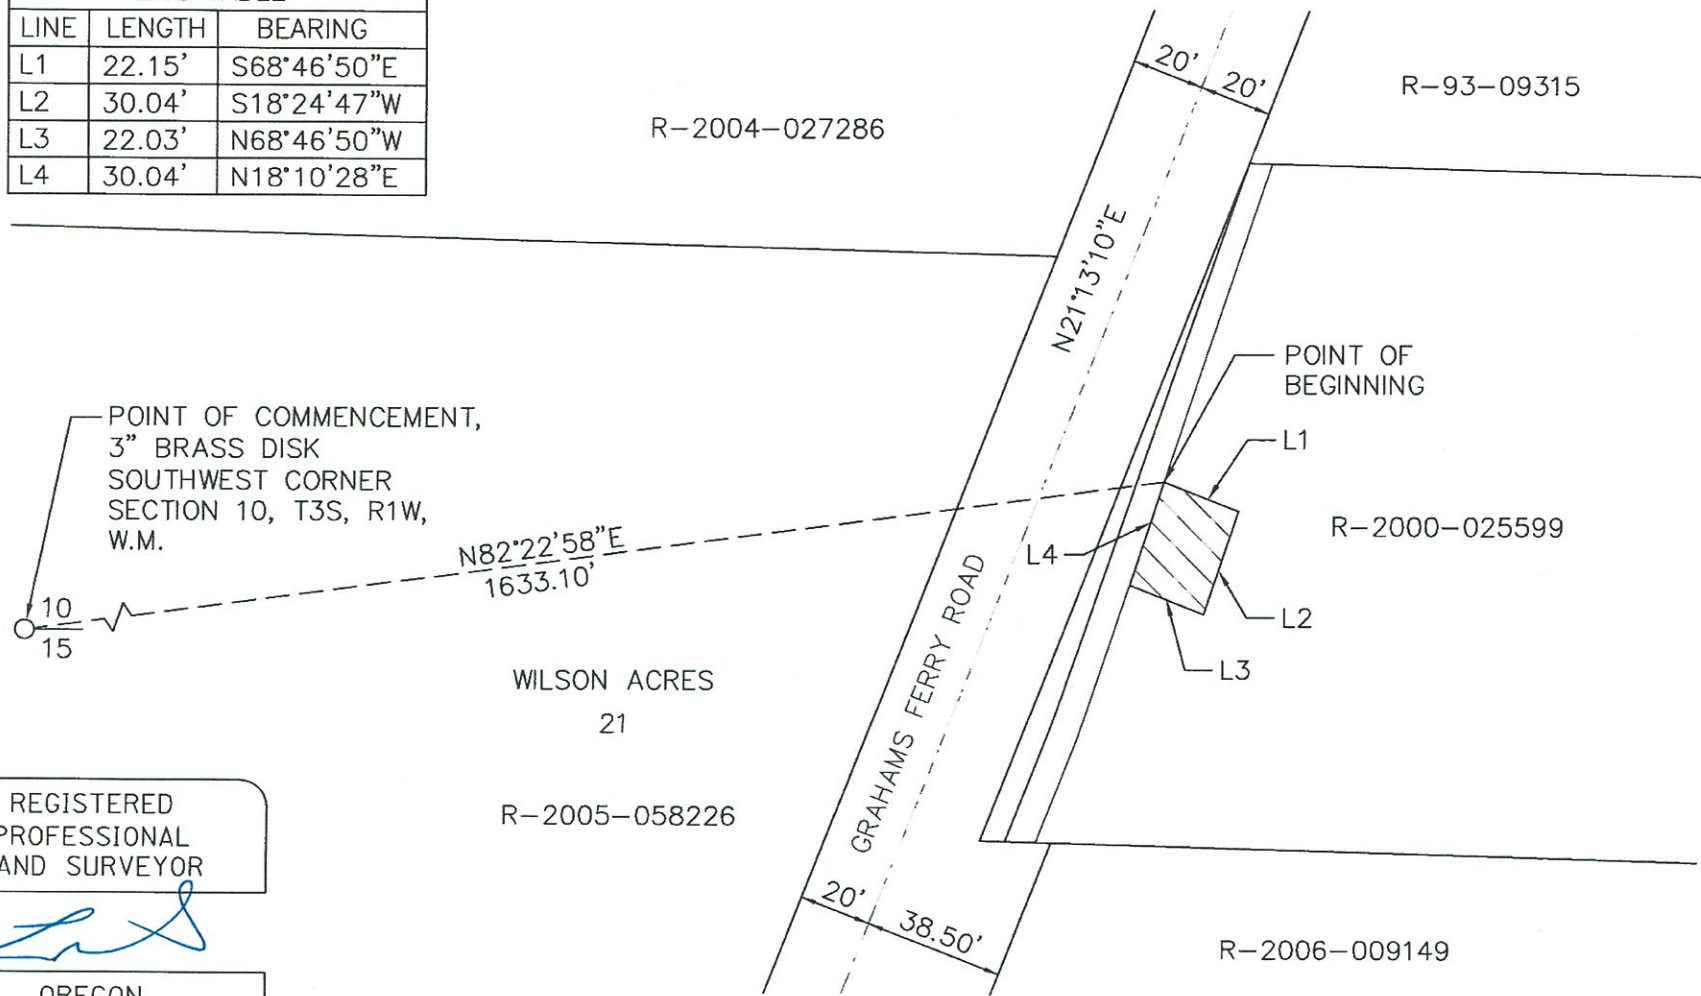 LINE LENGTH BEARING
L1 22.15' S68°46'50"E
L2 30.04' S18°24'47"W
L3 22.03' N68°46'50"W
L4 30.04' N18°10'28"E
R-2004-027286
20'
20'
R-93-09315
N21°13'10"E
POINT OF
BEGINNING
L1
POINT OF COMMENCEMENT,
3" BRASS DISK
SOUTHWEST CORNER
SECTION 10, T3S, R1W,
W.M.
N82°22'58"E
1633.10'
10
15
L4
R-2000-025599
L2
L3
WILSON ACRES
21
R-2005-058226
GRAHAMS FERRY ROAD
20'
38.50'
R-2006-009149
REGISTERED
PROFESSIONAL
AND SURVEYOR
OREGON